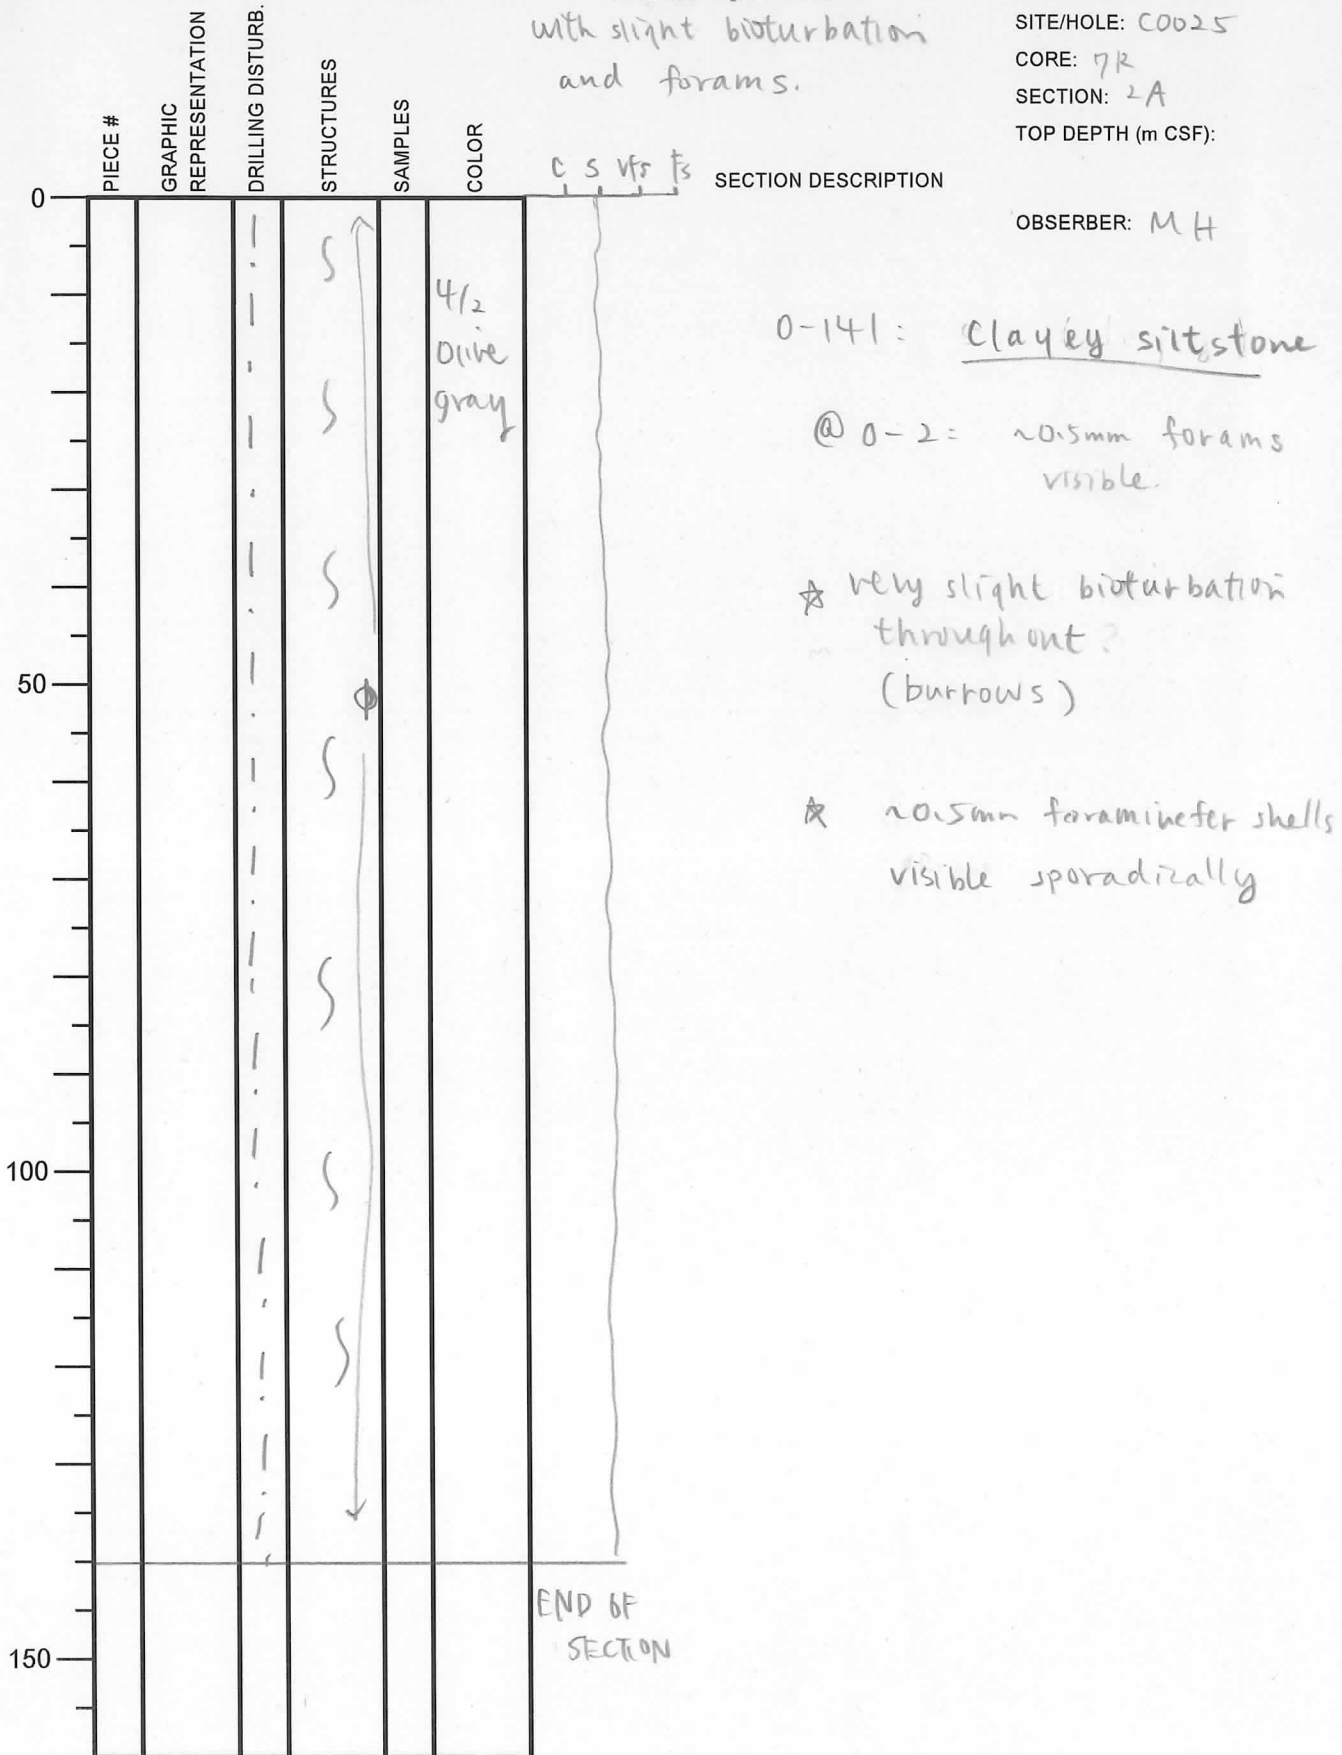 with slight bioturbation
and forams.
SITE/HOLE: C0025
CORE: 7R
SECTION: 2A
TOP DEPTH (m CSF):
OBSERBER: MH
PIECE #
GRAPHIC
REPRESENTATION
DRILLING DISTURB.
STRUCTURES
SAMPLES
COLOR
C S vfs fs
SECTION DESCRIPTION
0
4/2
Olive
gray
0-141: Clayey siltstone
@ 0-2: ~0.5mm forams
visible.
☆ very slight bioturbation
throughout?
(burrows)
50
☆ ~0.5mm foraminefer shells
visible sporadically
100
END OF
SECTION
150